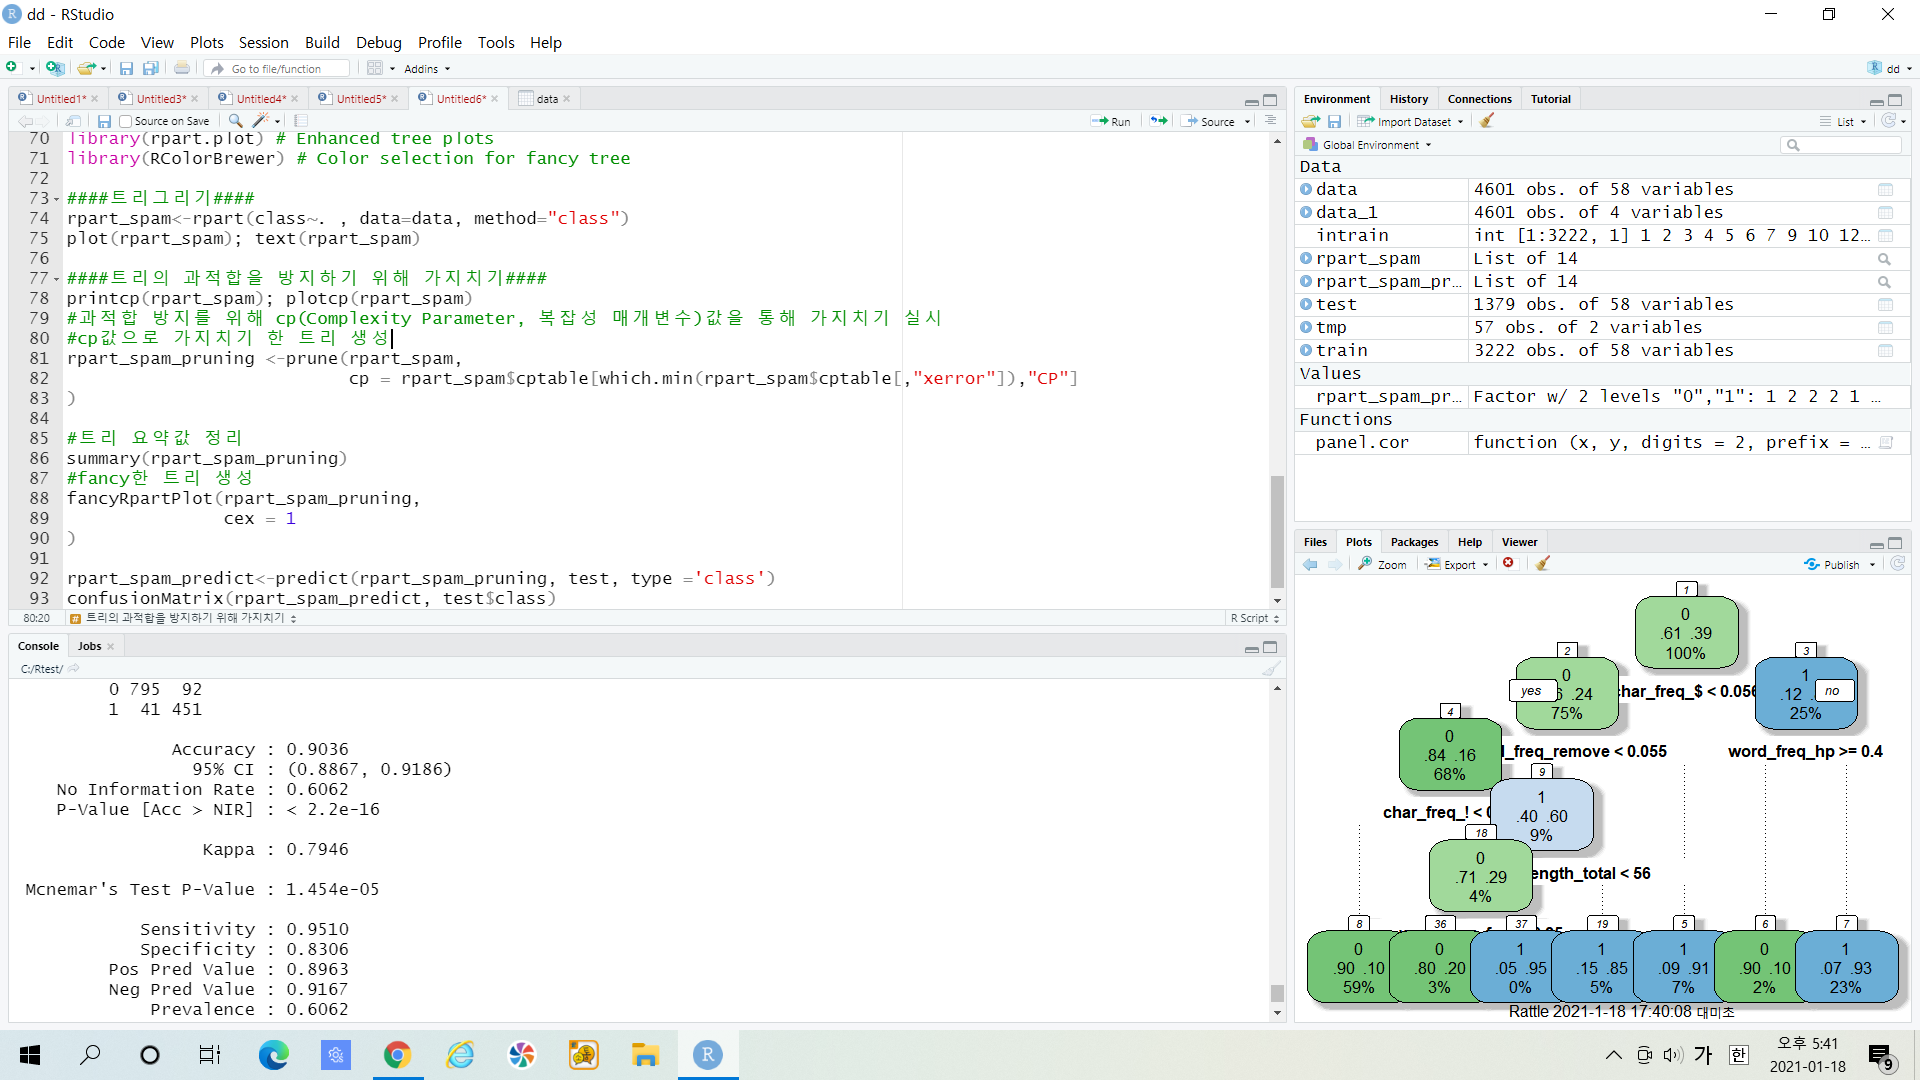 dd - RStudio
File Edit Code View Plots Session Build Debug Profile Tools Help
Go to file/function Addins dd
Untitled1* Untitled3* Untitled4* Untitled5* Untitled6* data
Source on Save Run Source
70 library(rpart.plot) # Enhanced tree plots
71 library(RColorBrewer) # Color selection for fancy tree
72
73 ####트리그리기####
74 rpart_spam<-rpart(class~. , data=data, method="class")
75 plot(rpart_spam); text(rpart_spam)
76
77 ####트리의 과적합을 방지하기 위해 가지치기####
78 printcp(rpart_spam); plotcp(rpart_spam)
79 #과적합 방지를 위해 cp(Complexity Parameter, 복잡성 매개변수)값을 통해 가지치기 실시
80 #cp값으로 가지치기 한 트리 생성
81 rpart_spam_pruning <-prune(rpart_spam,
82 cp = rpart_spam$cptable[which.min(rpart_spam$cptable[,"xerror"]),"CP"]
83 )
84
85 #트리 요약값 정리
86 summary(rpart_spam_pruning)
87 #fancy한 트리 생성
88 fancyRpartPlot(rpart_spam_pruning,
89 cex = 1
90 )
91
92 rpart_spam_predict<-predict(rpart_spam_pruning, test, type ='class')
93 confusionMatrix(rpart_spam_predict, test$class)
80:20 # 트리의 과적합을 방지하기 위해 가지치기 R Script
Console Jobs
C:/Rtest/
0 795 92
1 41 451
Accuracy : 0.9036
95% CI : (0.8867, 0.9186)
No Information Rate : 0.6062
P-Value [Acc > NIR] : < 2.2e-16
Kappa : 0.7946
Mcnemar's Test P-Value : 1.454e-05
Sensitivity : 0.9510
Specificity : 0.8306
Pos Pred Value : 0.8963
Neg Pred Value : 0.9167
Prevalence : 0.6062
Environment History Connections Tutorial
Import Dataset List
Global Environment
Data
data 4601 obs. of 58 variables
data_1 4601 obs. of 4 variables
intrain int [1:3222, 1] 1 2 3 4 5 6 7 9 10 12...
rpart_spam List of 14
rpart_spam_pr... List of 14
test 1379 obs. of 58 variables
tmp 57 obs. of 2 variables
train 3222 obs. of 58 variables
Values
rpart_spam_pr... Factor w/ 2 levels "0","1": 1 2 2 2 1 ...
Functions
panel.cor function (x, y, digits = 2, prefix = ...
Files Plots Packages Help Viewer
Zoom Export Publish
1
0
.61 .39
100%
2
3
0
6 .24
75%
yes
char_freq_$ < 0.056
1
.12
25%
no
4
0
.84 .16
68%
_freq_remove < 0.055
word_freq_hp >= 0.4
9
1
.40 .60
9%
char_freq_! < 0
18
0
.71 .29
4%
ength_total < 56
8 36 37 19 5 6 7
0 0 1 1 1 0 1
.90 .10 .80 .20 .05 .95 .15 .85 .09 .91 .90 .10 .07 .93
59% 3% 0% 5% 7% 2% 23%
Rattle 2021-1-18 17:40:08 대미초
가 한
오후 5:41
2021-01-18
9